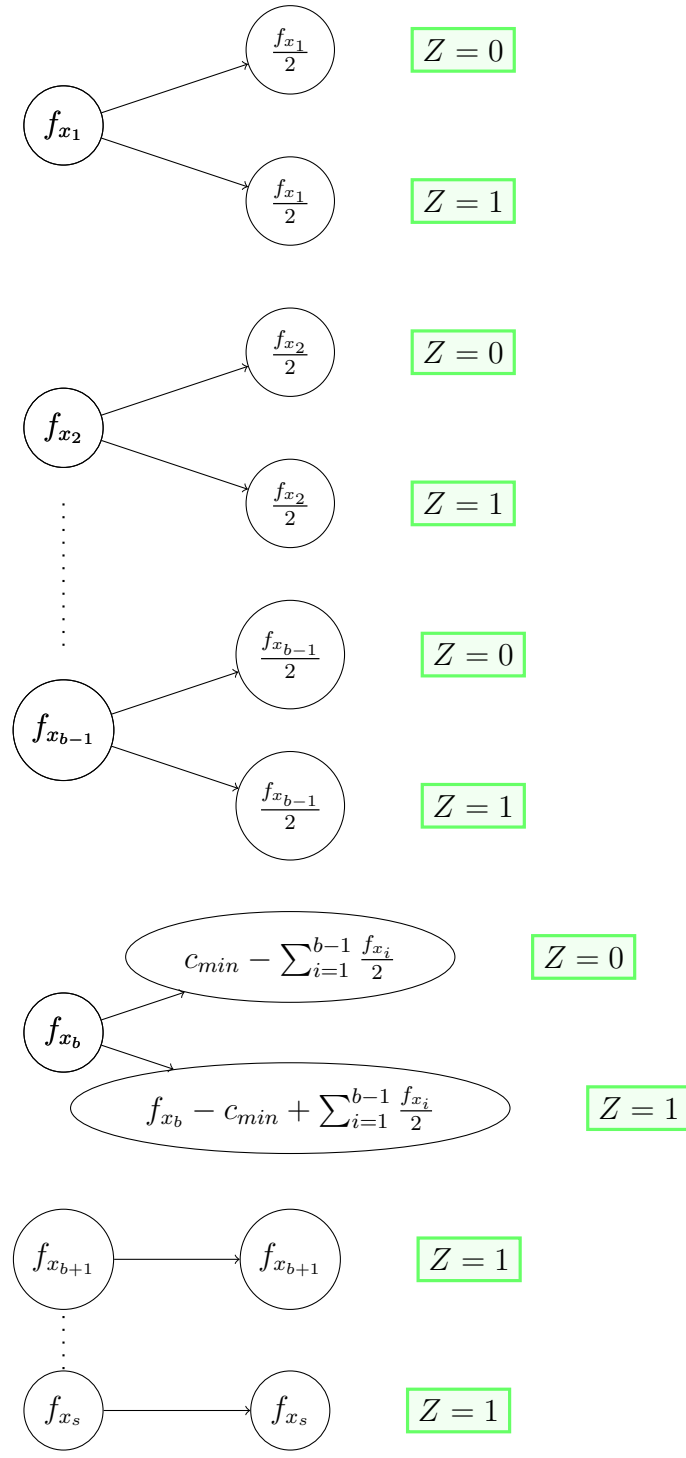 $\frac{f_{x_1}}{2}$ $Z = 0$
$f_{x_1}$
$\frac{f_{x_1}}{2}$ $Z = 1$
$\frac{f_{x_2}}{2}$ $Z = 0$
$f_{x_2}$
$\frac{f_{x_2}}{2}$ $Z = 1$
$\frac{f_{x_{b-1}}}{2}$ $Z = 0$
$f_{x_{b-1}}$
$\frac{f_{x_{b-1}}}{2}$ $Z = 1$
$c_{min} - \sum_{i=1}^{b-1} \frac{f_{x_i}}{2}$ $Z = 0$
$f_{x_b}$
$f_{x_b} - c_{min} + \sum_{i=1}^{b-1} \frac{f_{x_i}}{2}$ $Z = 1$
$f_{x_{b+1}}$ $f_{x_{b+1}}$ $Z = 1$
$f_{x_s}$ $f_{x_s}$ $Z = 1$